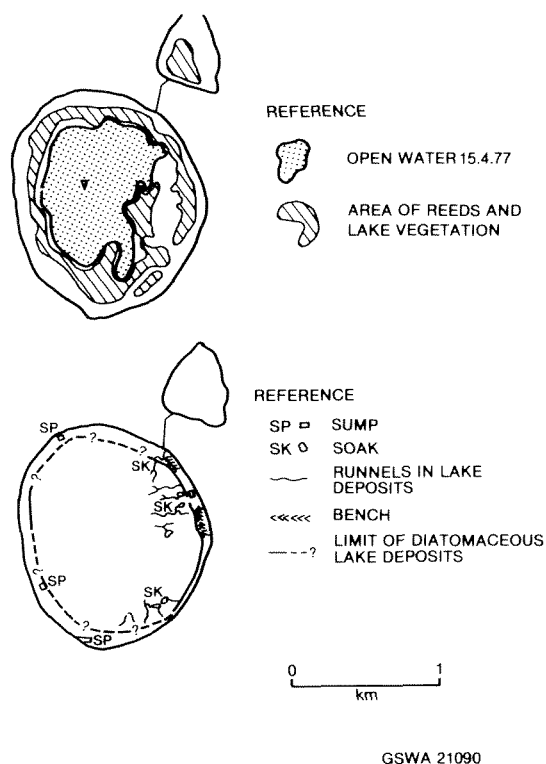 REFERENCE
OPEN WATER 15.4.77
AREA OF REEDS AND
LAKE VEGETATION
REFERENCE
SP SUMP
SK SOAK
RUNNELS IN LAKE
DEPOSITS
BENCH
? LIMIT OF DIATOMACEOUS
LAKE DEPOSITS
SP
?
?
SK
?
SK
?
SP
SK
?
?
SP
0 1
km
GSWA 21090